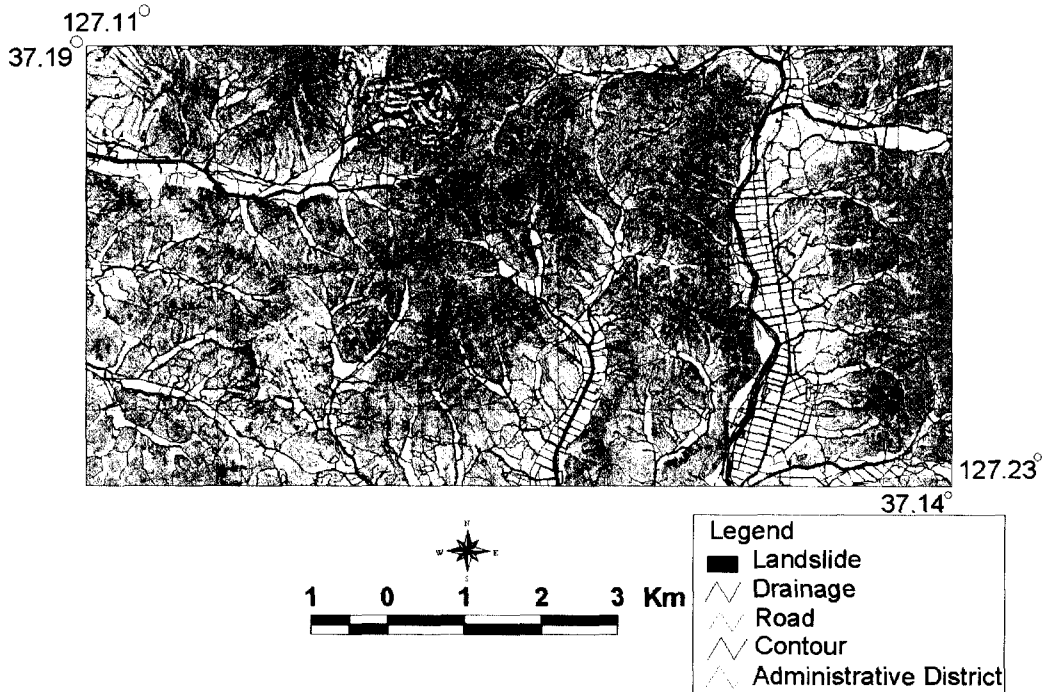 127.11°
37.19°
127.23°
37.14°
N
W E
S
1 0 1 2 3 Km
Legend
Landslide
Drainage
Road
Contour
Administrative District